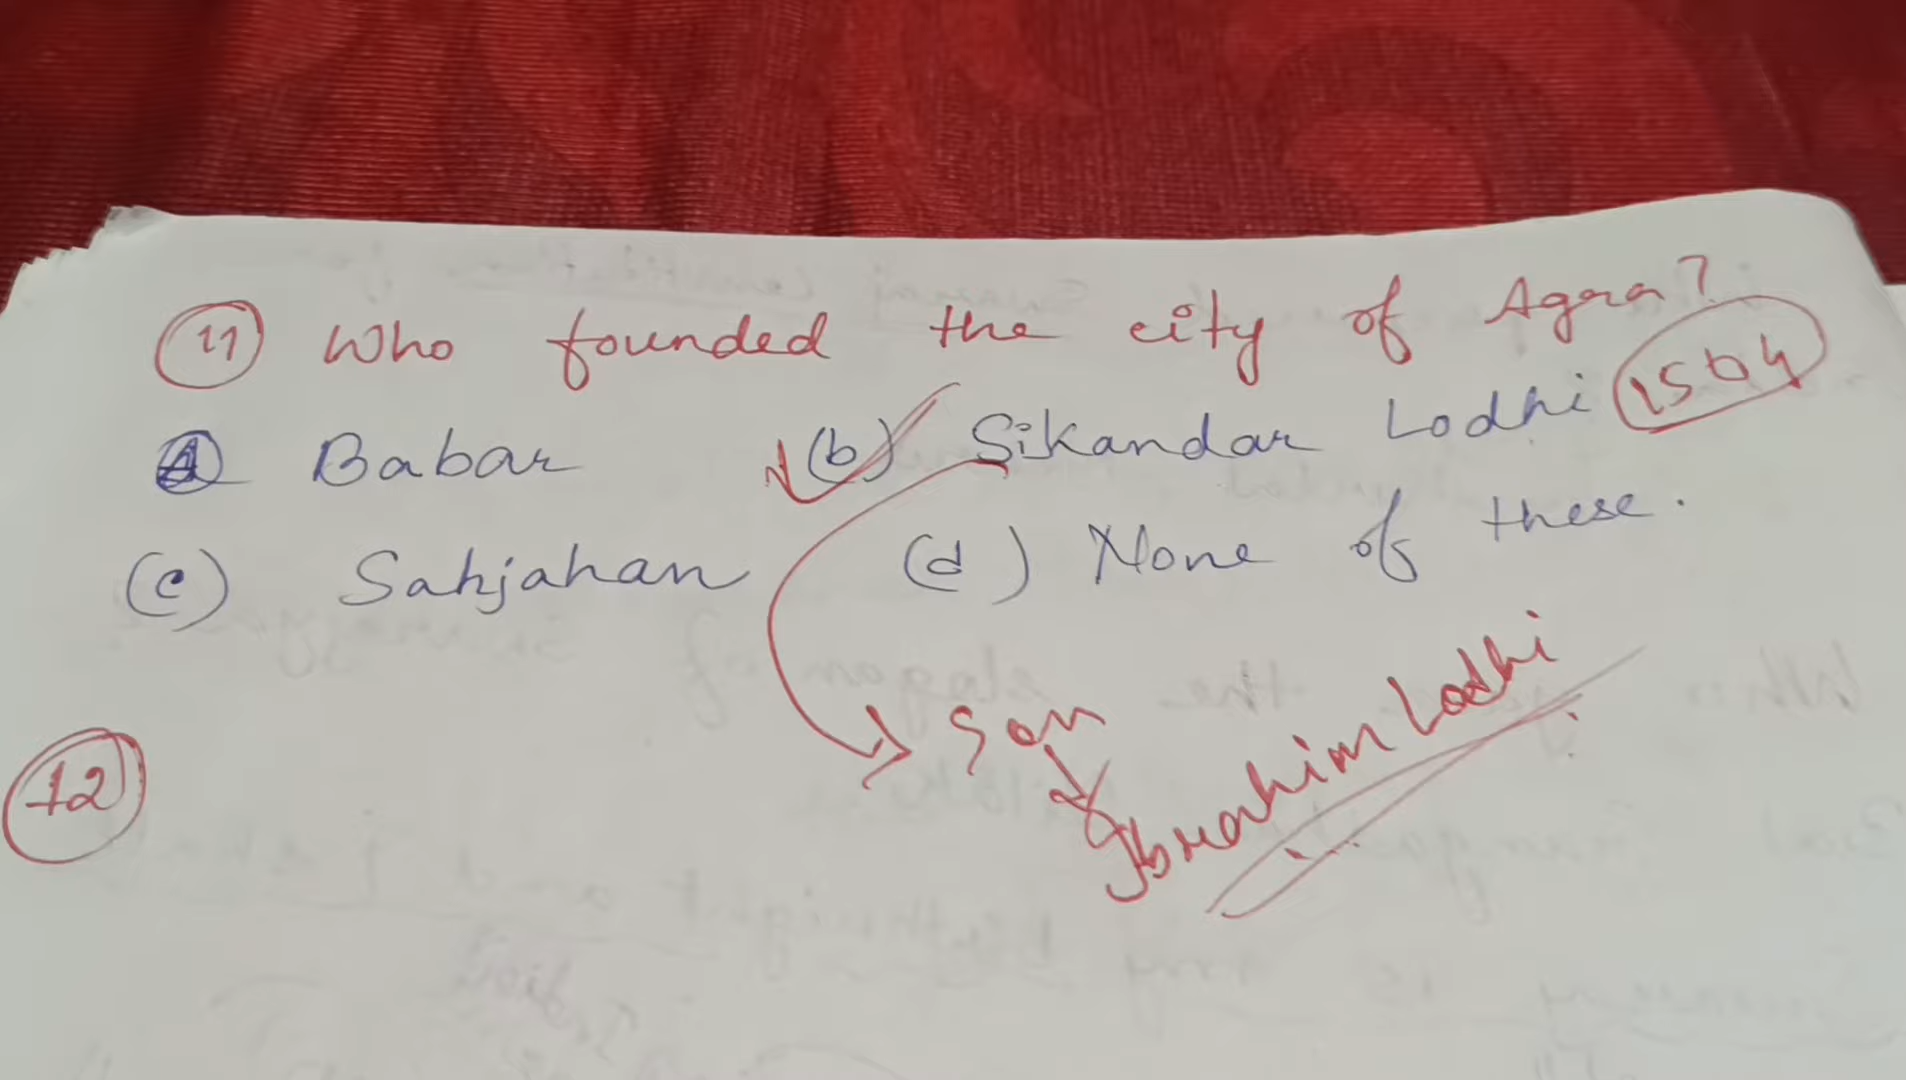 11 Who founded the city of Agra?
A Babar (b) Sikandar Lodhi 1504
(c) Sahjahan (d) None of these.
Son
Ibrahim Lodhi
12